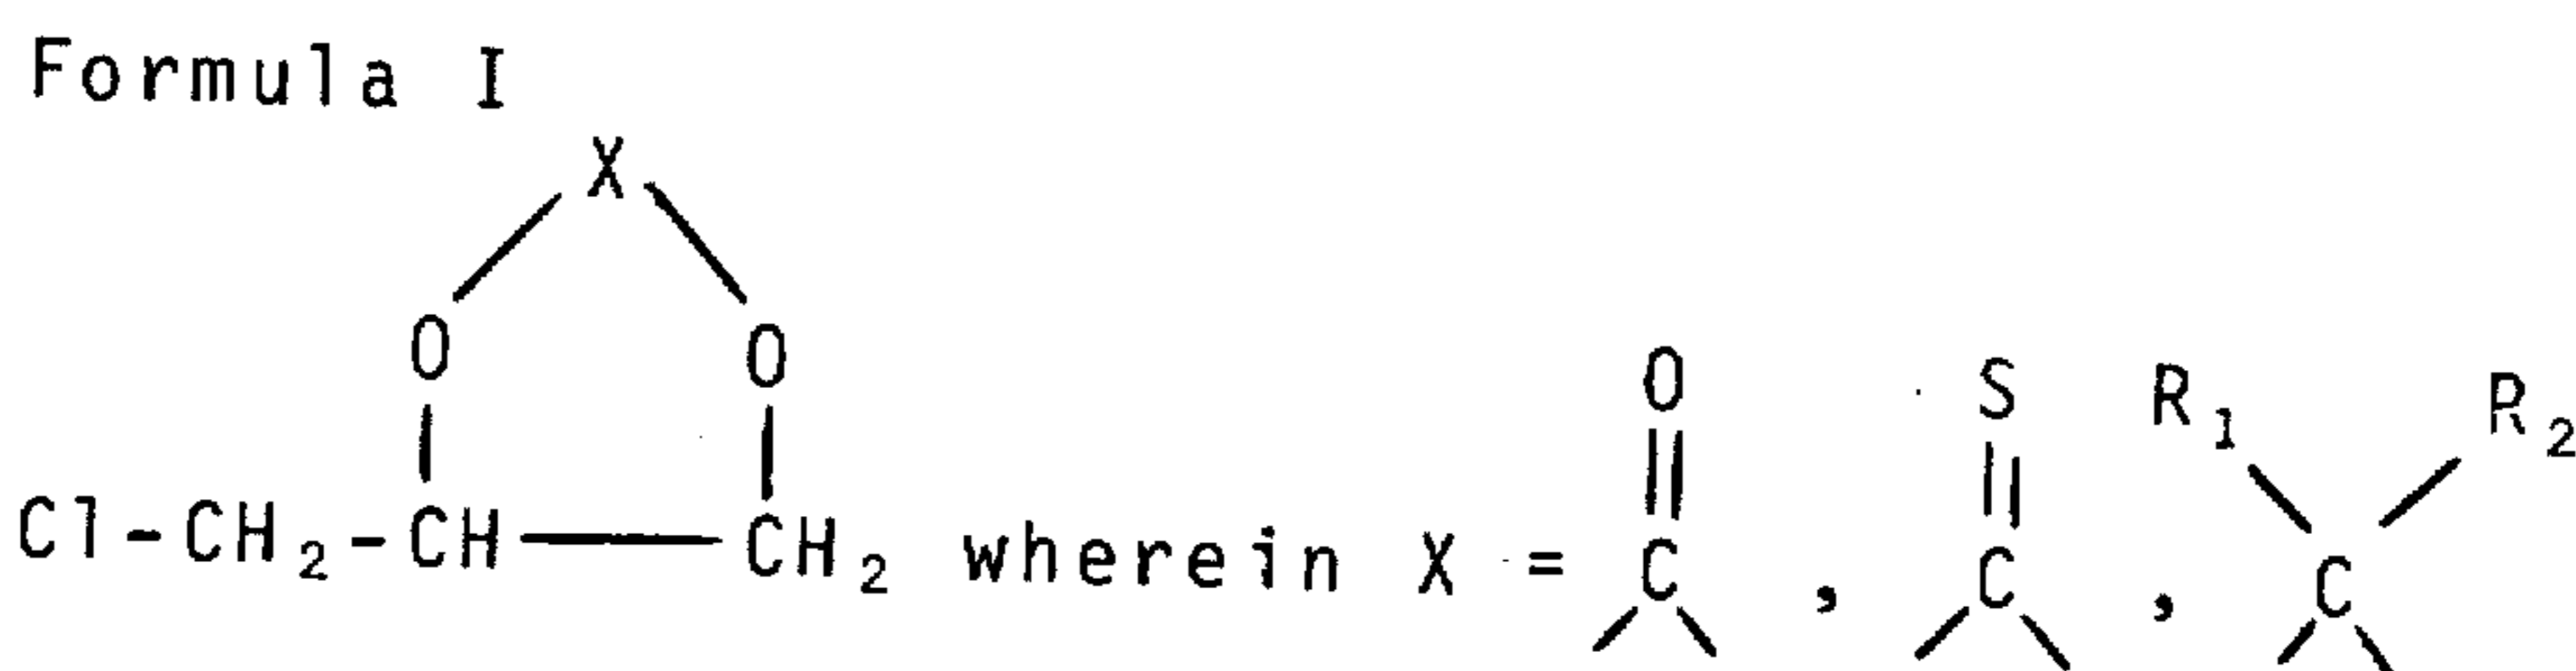 Formula I
X
O O
O S R1 R2
Cl-CH2-CH CH2 wherein X = C , C , C